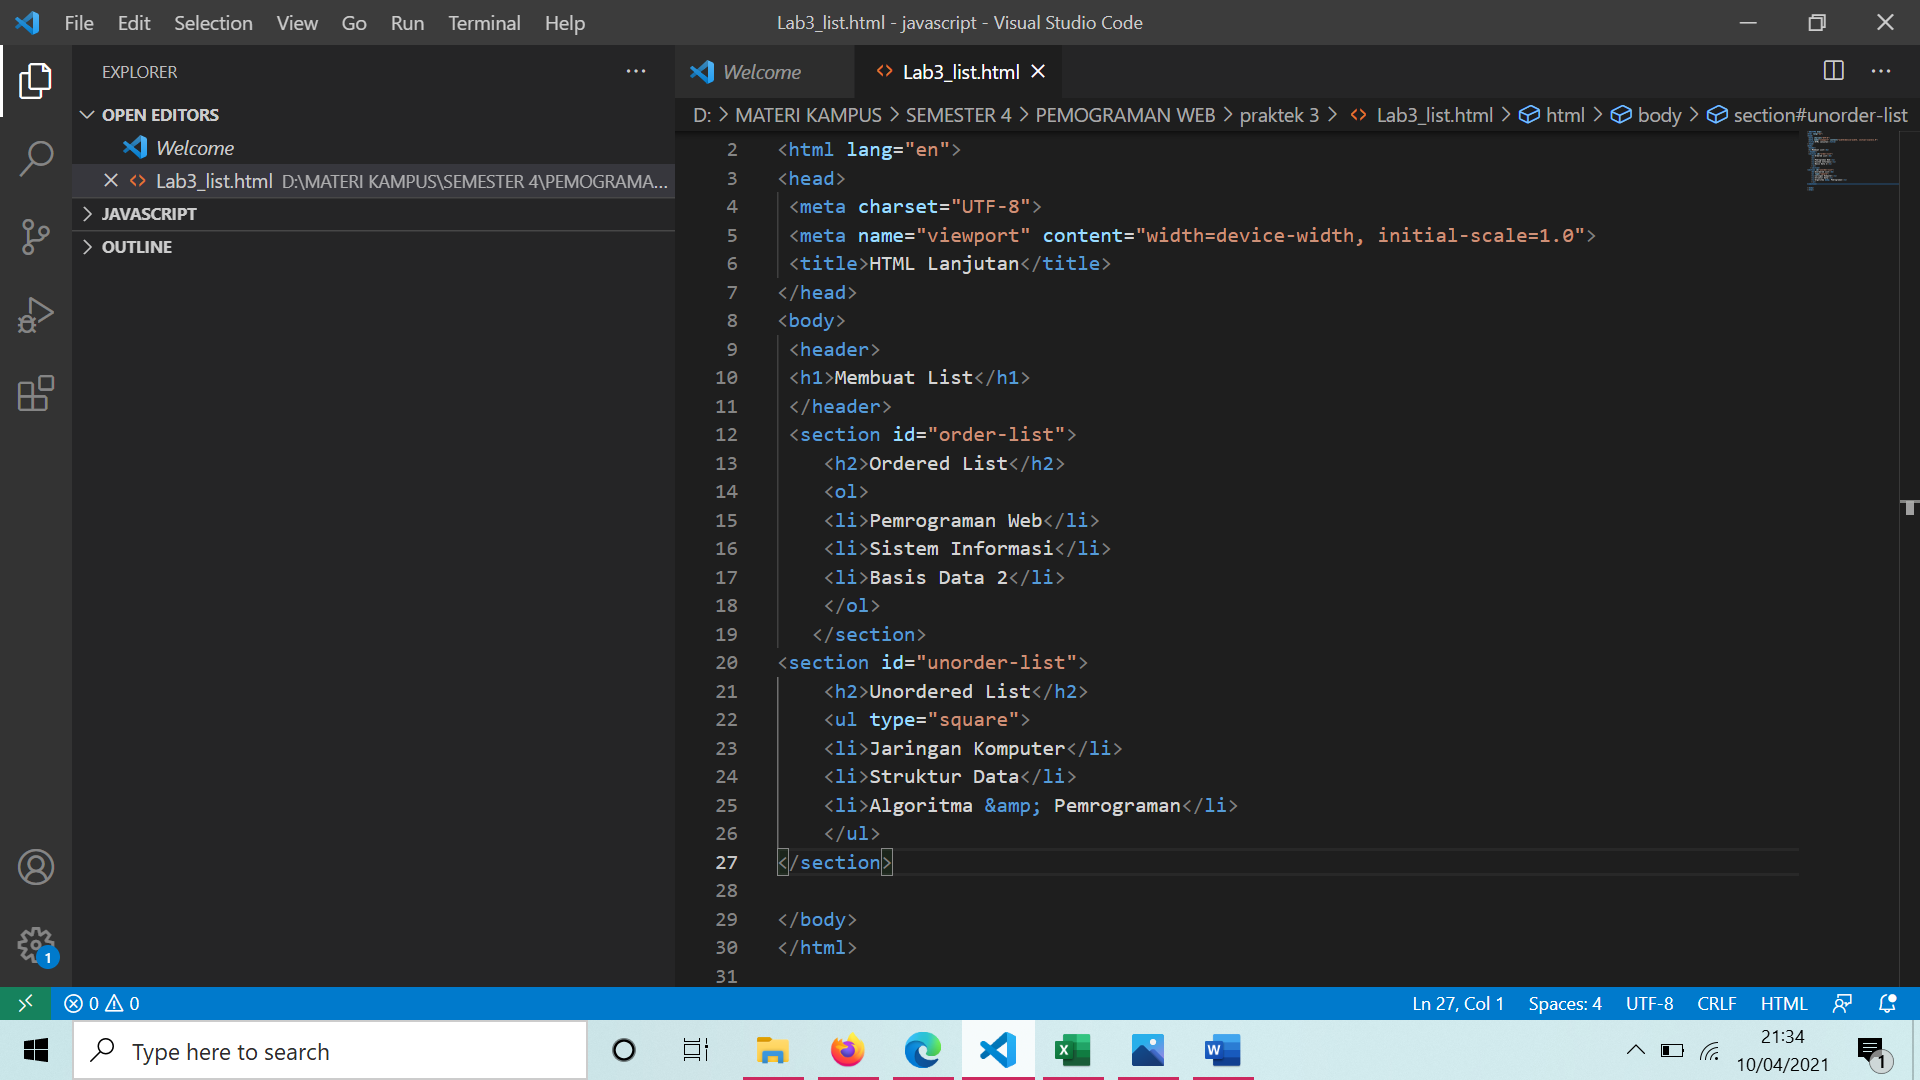 File Edit Selection View Go Run Terminal Help
Lab3_list.html - javascript - Visual Studio Code
EXPLORER
OPEN EDITORS
Welcome
Lab3_list.html D:\MATERI KAMPUS\SEMESTER 4\PEMOGRAMA...
JAVASCRIPT
OUTLINE
Welcome
Lab3_list.html
D: > MATERI KAMPUS > SEMESTER 4 > PEMOGRAMAN WEB > praktek 3 > Lab3_list.html > html > body > section#unorder-list
2 <html lang="en">
3 <head>
4 <meta charset="UTF-8">
5 <meta name="viewport" content="width=device-width, initial-scale=1.0">
6 <title>HTML Lanjutan</title>
7 </head>
8 <body>
9 <header>
10 <h1>Membuat List</h1>
11 </header>
12 <section id="order-list">
13 <h2>Ordered List</h2>
14 <ol>
15 <li>Pemrograman Web</li>
16 <li>Sistem Informasi</li>
17 <li>Basis Data 2</li>
18 </ol>
19 </section>
20 <section id="unorder-list">
21 <h2>Unordered List</h2>
22 <ul type="square">
23 <li>Jaringan Komputer</li>
24 <li>Struktur Data</li>
25 <li>Algoritma &amp; Pemrograman</li>
26 </ul>
27 </section>
28
29 </body>
30 </html>
31
1
0 0
Ln 27, Col 1 Spaces: 4 UTF-8 CRLF HTML
Type here to search
21:34
10/04/2021
1